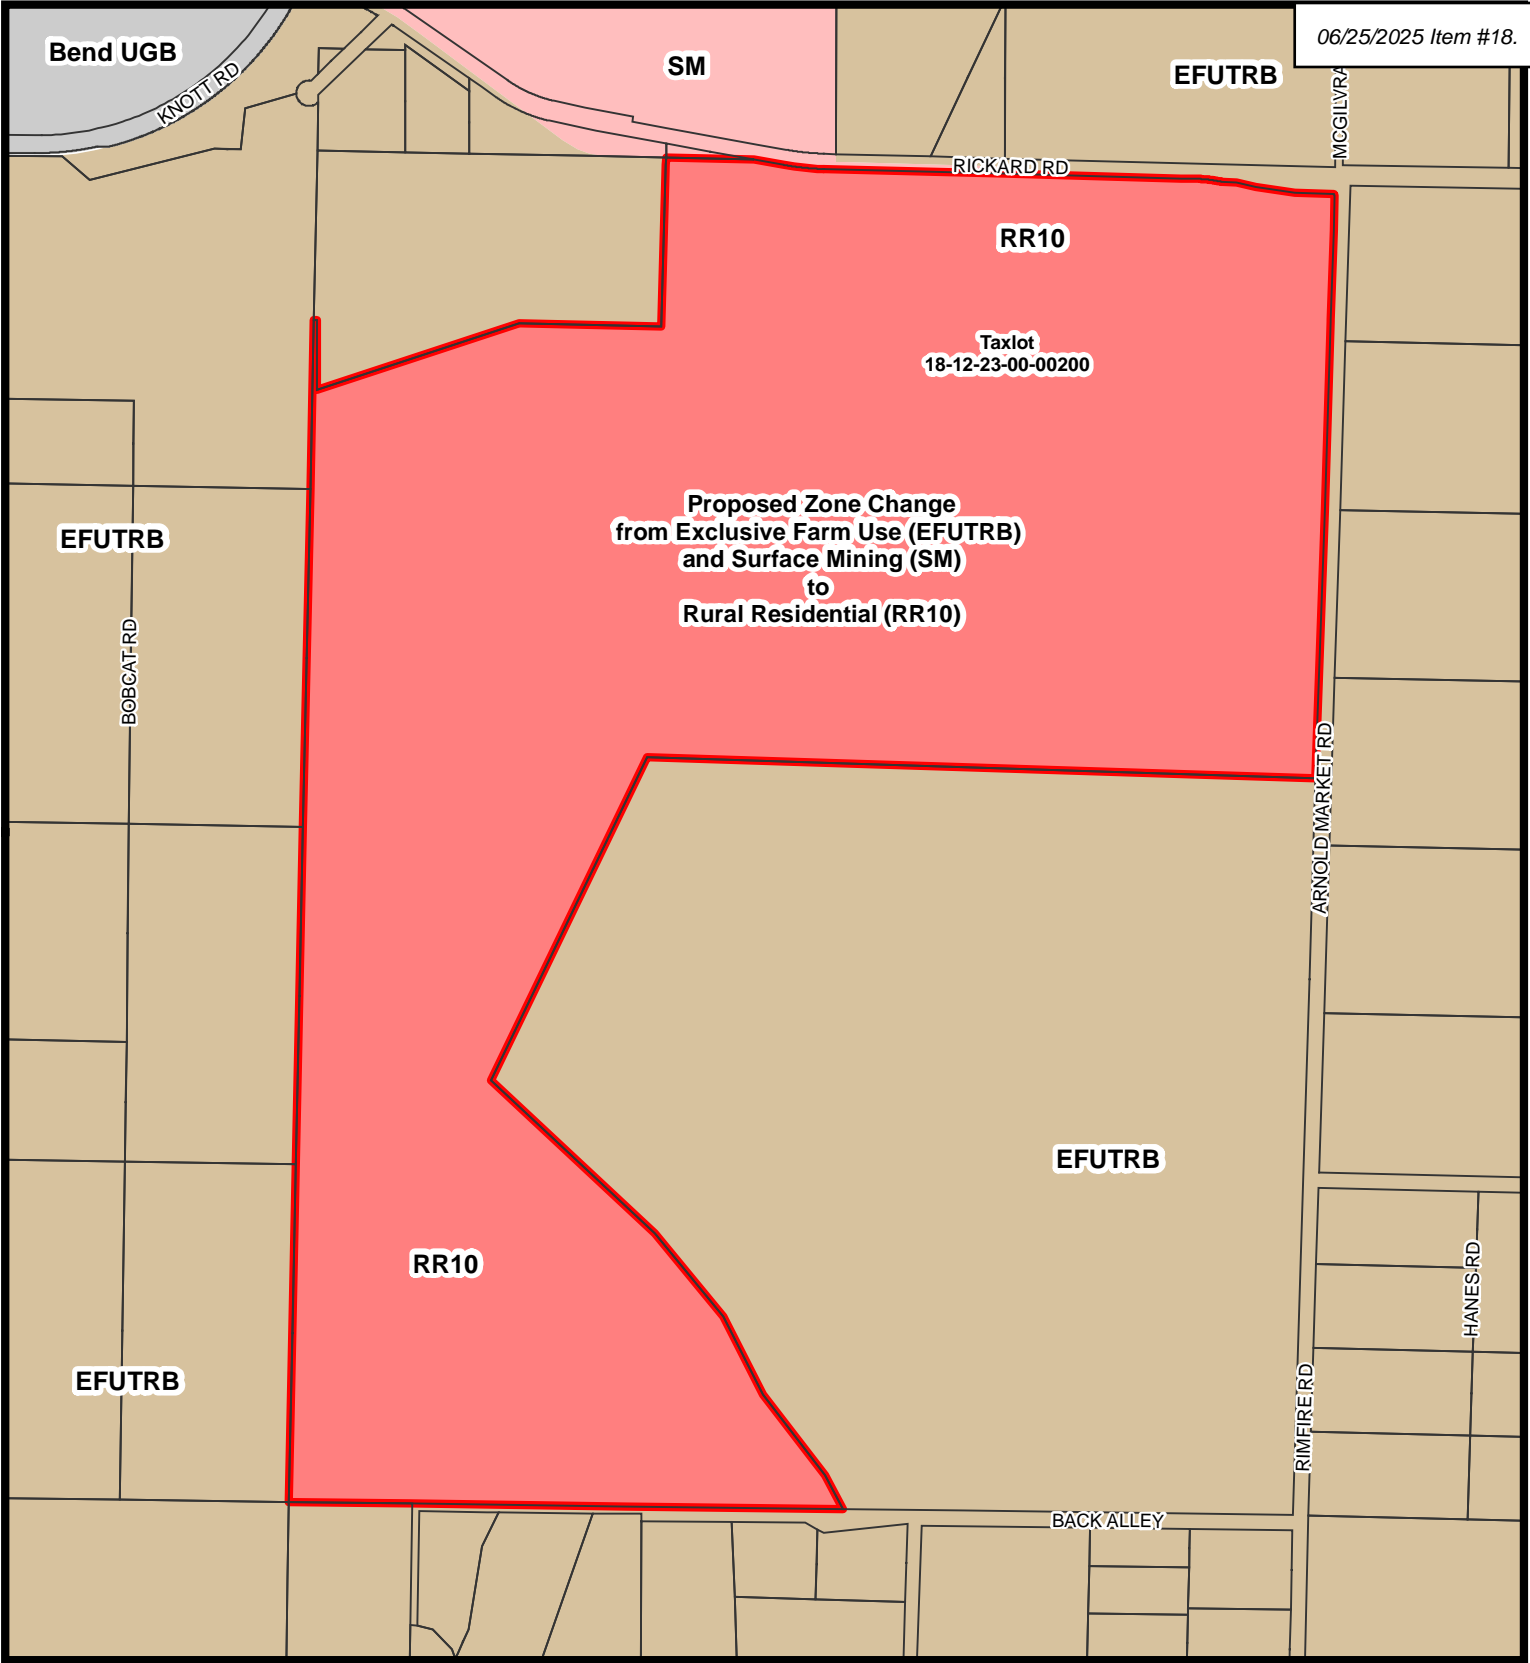 06/25/2025 Item #18.
Bend UGB
KNOTT RD
SM
EFUTRB
MCGILVRA
RICKARD RD
RR10
Taxlot
18-12-23-00-00200
Proposed Zone Change
from Exclusive Farm Use (EFUTRB)
and Surface Mining (SM)
to
Rural Residential (RR10)
EFUTRB
BOBCAT RD
ARNOLD MARKET RD
EFUTRB
RR10
HANES RD
EFUTRB
RIMFIRE RD
BACK ALLEY